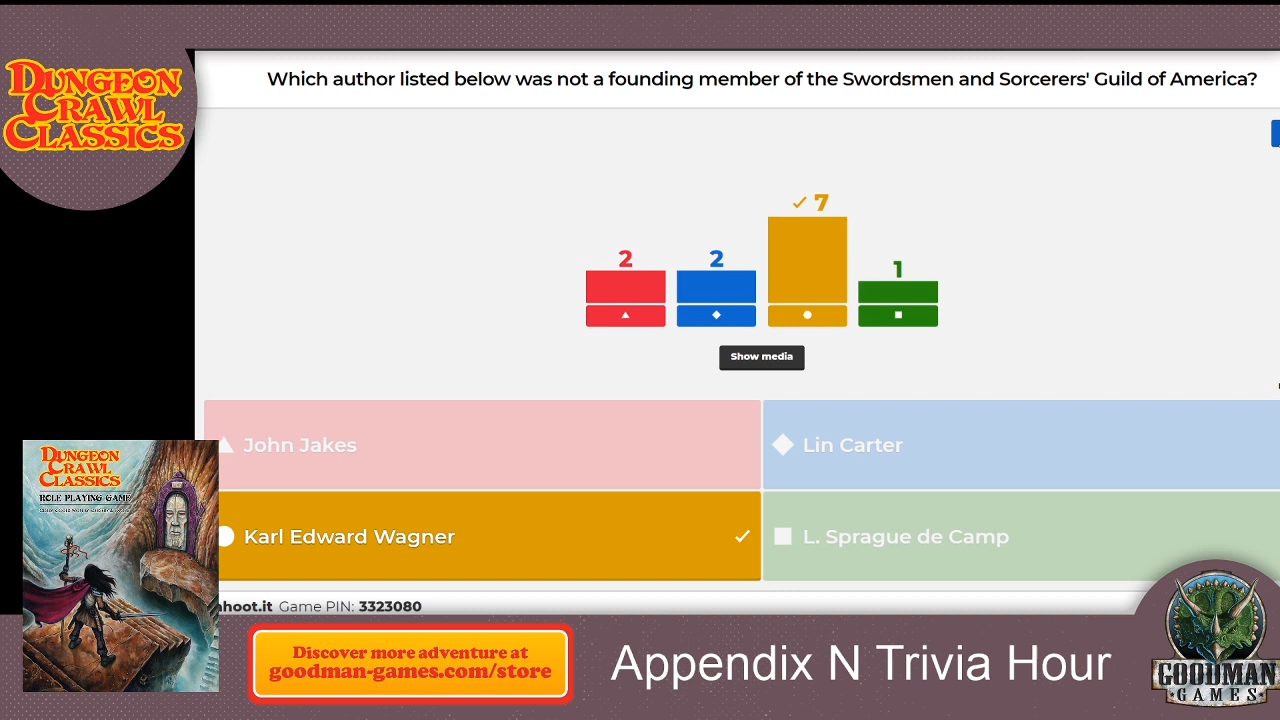 DUNGEON
CRAWL
CLASSICS
Which author listed below was not a founding member of the Swordsmen and Sorcerers' Guild of America?
2
2
7
1
Show media
John Jakes
Lin Carter
Karl Edward Wagner
L. Sprague de Camp
ahoot.it Game PIN: 3323080
DUNGEON
CRAWL
CLASSICS
ROLE PLAYING GAME
Discover more adventure at
goodman-games.com/store
Appendix N Trivia Hour
GOODMAN
GAMES